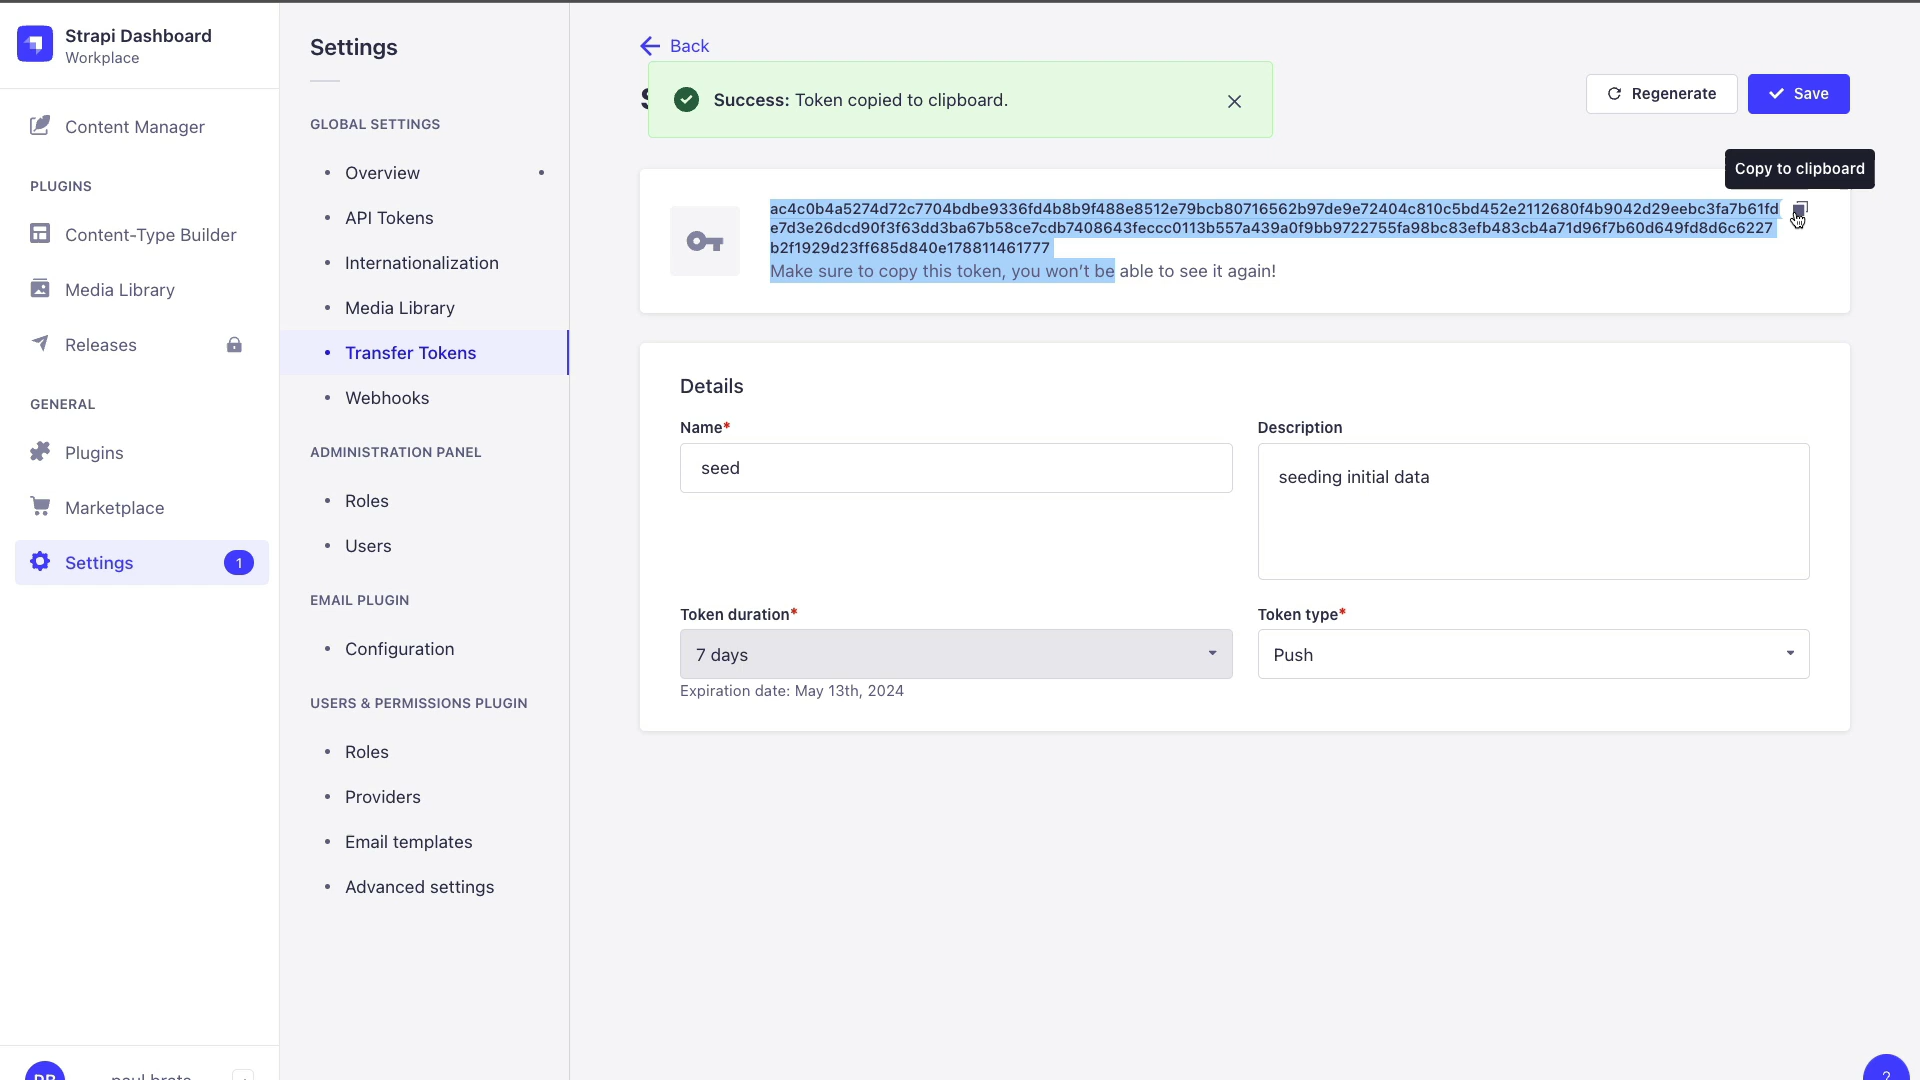 Strapi Dashboard
Workplace
Content Manager
PLUGINS
Content-Type Builder
Media Library
Releases
GENERAL
Plugins
Marketplace
Settings
1
Settings
GLOBAL SETTINGS
Overview
API Tokens
Internationalization
Media Library
Transfer Tokens
Webhooks
ADMINISTRATION PANEL
Roles
Users
EMAIL PLUGIN
Configuration
USERS & PERMISSIONS PLUGIN
Roles
Providers
Email templates
Advanced settings
Back
Success: Token copied to clipboard.
Regenerate
Save
Copy to clipboard
ac4c0b4a5274d72c7704bdbe9336fd4b8b9f488e8512e79bcb80716562b97de9e72404c810c5bd452e2112680f4b9042d29eebc3fa7b61fd
e7d3e26dcd90f3f63dd3ba67b58ce7cdb7408643feccc0113b557a439a0f9bb9722755fa98bc83efb483cb4a71d96f7b60d649fd8d6c6227
b2f1929d23ff685d840e178811461777
Make sure to copy this token, you won't be able to see it again!
Details
Name*
seed
Description
seeding initial data
Token duration*
7 days
Expiration date: May 13th, 2024
Token type*
Push